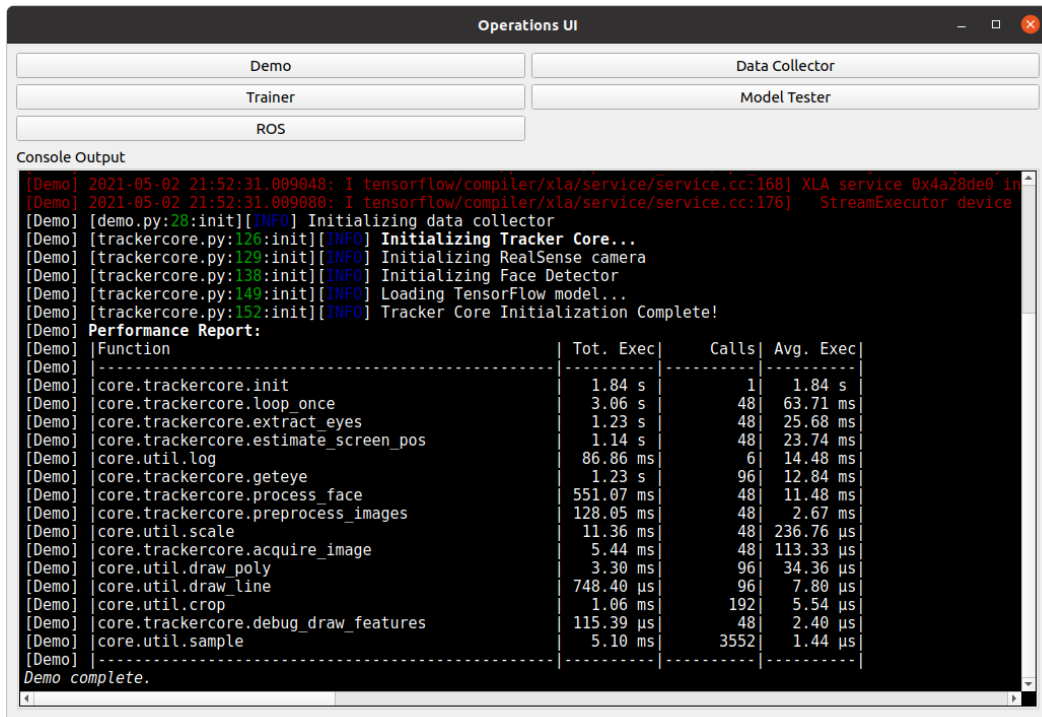 Operations UI
Demo
Data Collector
Trainer
Model Tester
ROS
Console Output
[Demo] 2021-05-02 21:52:31.009048: I tensorflow/compiler/xla/service/service.cc:168] XLA service 0x4a28de0 in
[Demo] 2021-05-02 21:52:31.009080: I tensorflow/compiler/xla/service/service.cc:176]   StreamExecutor device
[Demo] [demo.py:28:init][INFO] Initializing data collector
[Demo] [trackercore.py:126:init][INFO] Initializing Tracker Core...
[Demo] [trackercore.py:129:init][INFO] Initializing RealSense camera
[Demo] [trackercore.py:138:init][INFO] Initializing Face Detector
[Demo] [trackercore.py:149:init][INFO] Loading TensorFlow model...
[Demo] [trackercore.py:152:init][INFO] Tracker Core Initialization Complete!
[Demo] Performance Report:
[Demo] |Function | Tot. Exec| Calls| Avg. Exec|
[Demo] |---------------------------------------------------|----------|----------|----------|
[Demo] |core.trackercore.init | 1.84 s | 1| 1.84 s |
[Demo] |core.trackercore.loop_once | 3.06 s | 48| 63.71 ms|
[Demo] |core.trackercore.extract_eyes | 1.23 s | 48| 25.68 ms|
[Demo] |core.trackercore.estimate_screen_pos | 1.14 s | 48| 23.74 ms|
[Demo] |core.util.log | 86.86 ms| 6| 14.48 ms|
[Demo] |core.trackercore.geteye | 1.23 s | 96| 12.84 ms|
[Demo] |core.trackercore.process_face | 551.07 ms| 48| 11.48 ms|
[Demo] |core.trackercore.preprocess_images | 128.05 ms| 48| 2.67 ms|
[Demo] |core.util.scale | 11.36 ms| 48| 236.76 µs|
[Demo] |core.trackercore.acquire_image | 5.44 ms| 48| 113.33 µs|
[Demo] |core.util.draw_poly | 3.30 ms| 96| 34.36 µs|
[Demo] |core.util.draw_line | 748.40 µs| 96| 7.80 µs|
[Demo] |core.util.crop | 1.06 ms| 192| 5.54 µs|
[Demo] |core.trackercore.debug_draw_features | 115.39 µs| 48| 2.40 µs|
[Demo] |core.util.sample | 5.10 ms| 3552| 1.44 µs|
[Demo] |---------------------------------------------------|----------|----------|----------|
Demo complete.